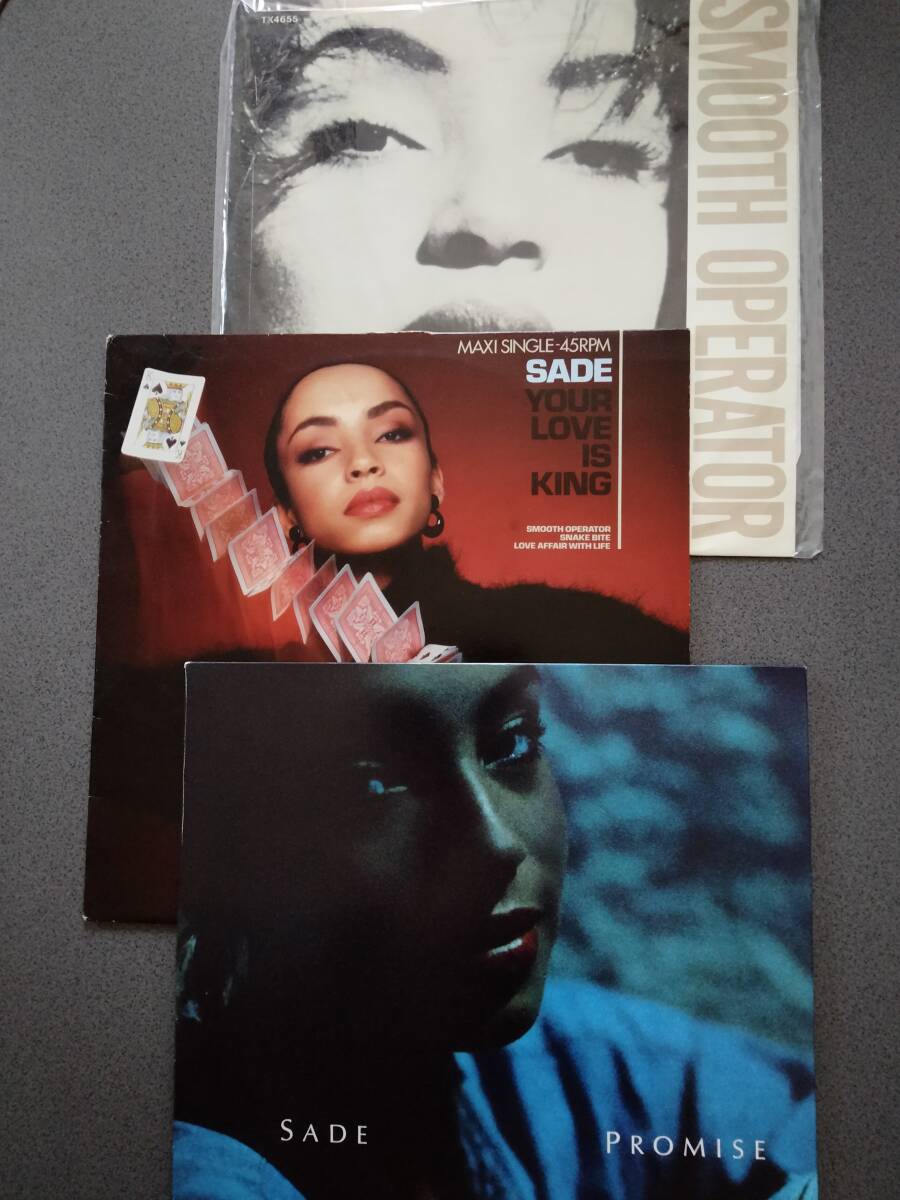 TX4655
SMOOTH OPERATOR
MAXI SINGLE-45RPM
SADE
YOUR
LOVE
IS
KING
SMOOTH OPERATOR
SNAKE BITE
LOVE AFFAIR WITH LIFE
K
K
SADE
PROMISE